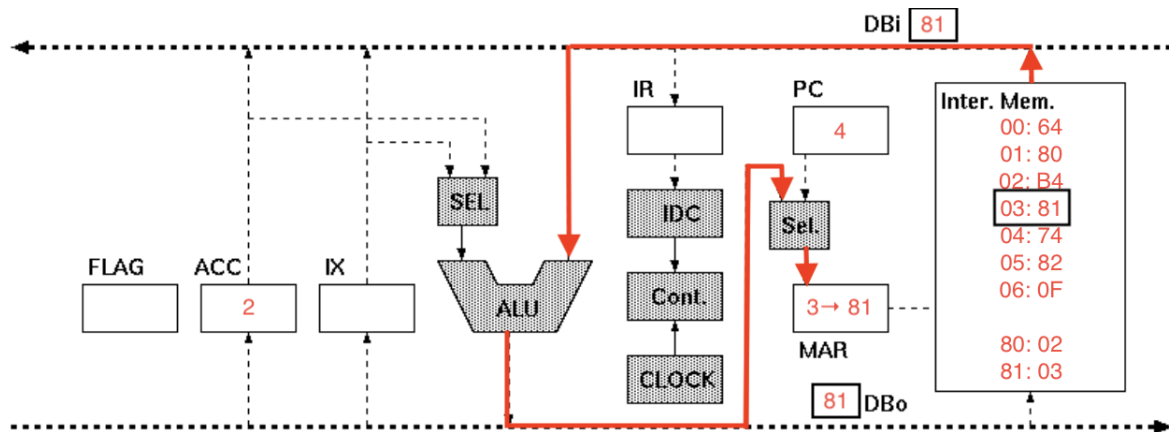 DBi 81
IR
PC
4
Inter. Mem.
00: 64
01: 80
02: B4
03: 81
04: 74
05: 82
06: 0F
80: 02
81: 03
SEL
IDC
Sel.
FLAG
ACC
2
IX
ALU
Cont.
3→ 81
MAR
CLOCK
81 DBo